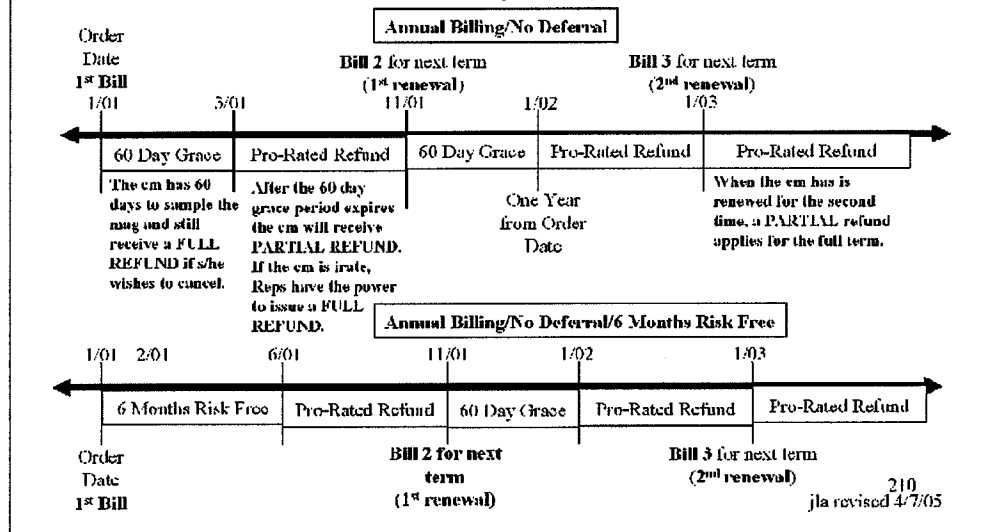 Annual Billing/No Deferral
Order
Date
1st Bill
Bill 2 for next term
(1st renewal)
Bill 3 for next term
(2nd renewal)
1/01 3/01 11/01 1/02 1/03
60 Day Grace Pro-Rated Refund 60 Day Grace Pro-Rated Refund Pro-Rated Refund
The cm has 60
days to sample the
mag and still
receive a FULL
REFUND if s/he
wishes to cancel.
After the 60 day
grace period expires
the cm will receive
PARTIAL REFUND.
If the cm is irate,
Reps have the power
to issue a FULL
REFUND.
One Year
from Order
Date
When the cm has is
renewed for the second
time, a PARTIAL refund
applies for the full term.
Annual Billing/No Deferral/6 Months Risk Free
1/01 2/01 6/01 11/01 1/02 1/03
6 Months Risk Free Pro-Rated Refund 60 Day Grace Pro-Rated Refund Pro-Rated Refund
Order
Date
1st Bill
Bill 2 for next
term
(1st renewal)
Bill 3 for next term
(2nd renewal)
210
jla revised 4/7/05